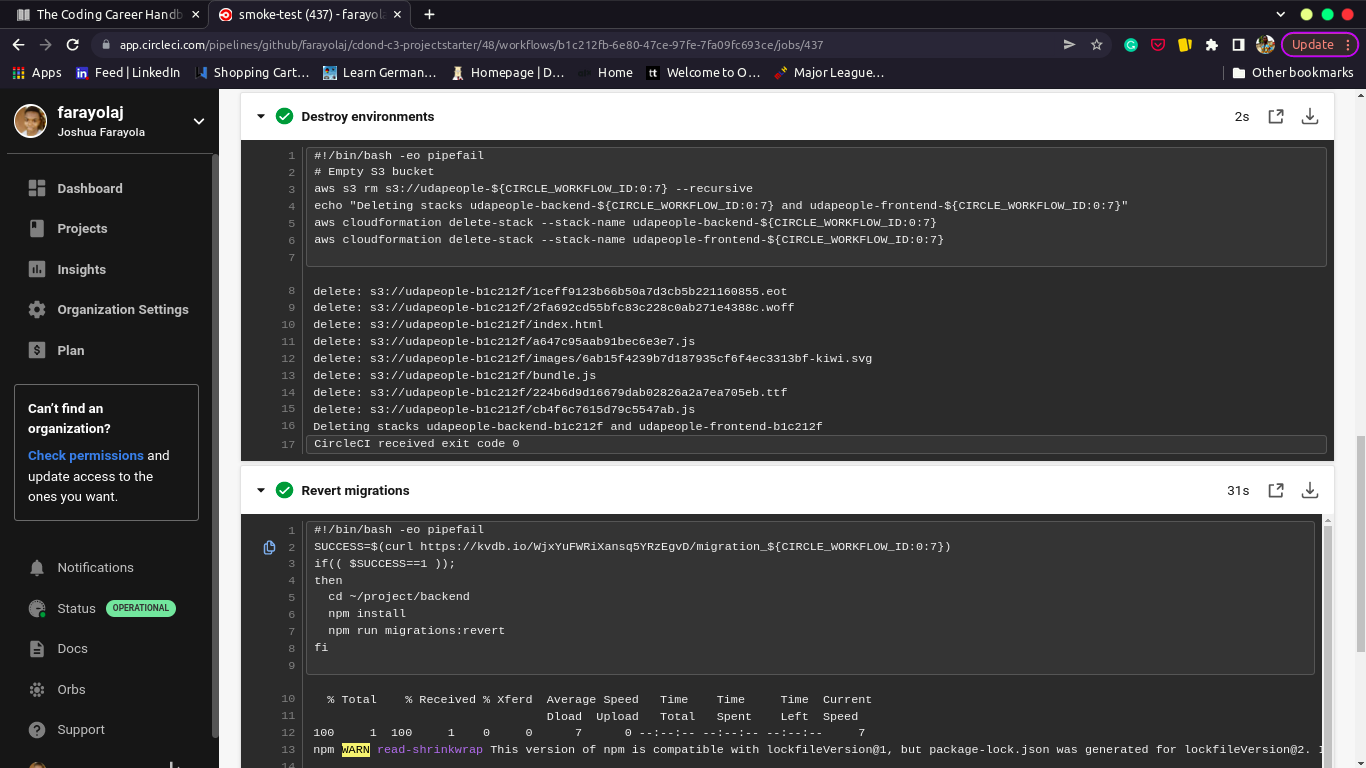 The Coding Career Handb
smoke-test (437) - farayolaj
app.circleci.com/pipelines/github/farayolaj/cdond-c3-projectstarter/48/workflows/b1c212fb-6e80-47ce-97fe-7fa09fc693ce/jobs/437
Update
Apps
Feed | LinkedIn
Shopping Cart…
Learn German…
Homepage | D…
Home
tt Welcome to O…
Major League…
Other bookmarks
farayolaj
Joshua Farayola
Dashboard
Projects
Insights
Organization Settings
Plan
Can't find an
organization?
Check permissions and
update access to the
ones you want.
Notifications
Status OPERATIONAL
Docs
Orbs
Support
Destroy environments 2s
1 #!/bin/bash -eo pipefail
2 # Empty S3 bucket
3 aws s3 rm s3://udapeople-${CIRCLE_WORKFLOW_ID:0:7} --recursive
4 echo "Deleting stacks udapeople-backend-${CIRCLE_WORKFLOW_ID:0:7} and udapeople-frontend-${CIRCLE_WORKFLOW_ID:0:7}"
5 aws cloudformation delete-stack --stack-name udapeople-backend-${CIRCLE_WORKFLOW_ID:0:7}
6 aws cloudformation delete-stack --stack-name udapeople-frontend-${CIRCLE_WORKFLOW_ID:0:7}
7
8 delete: s3://udapeople-b1c212f/1ceff9123b66b50a7d3cb5b221160855.eot
9 delete: s3://udapeople-b1c212f/2fa692cd55bfc83c228c0ab271e4388c.woff
10 delete: s3://udapeople-b1c212f/index.html
11 delete: s3://udapeople-b1c212f/a647c95aab91bec6e3e7.js
12 delete: s3://udapeople-b1c212f/images/6ab15f4239b7d187935cf6f4ec3313bf-kiwi.svg
13 delete: s3://udapeople-b1c212f/bundle.js
14 delete: s3://udapeople-b1c212f/224b6d9d16679dab02826a2a7ea705eb.ttf
15 delete: s3://udapeople-b1c212f/cb4f6c7615d79c5547ab.js
16 Deleting stacks udapeople-backend-b1c212f and udapeople-frontend-b1c212f
17 CircleCI received exit code 0
Revert migrations 31s
1 #!/bin/bash -eo pipefail
2 SUCCESS=$(curl https://kvdb.io/WjxYuFWRiXansq5YRzEgvD/migration_${CIRCLE_WORKFLOW_ID:0:7})
3 if(( $SUCCESS==1 ));
4 then
5 cd ~/project/backend
6 npm install
7 npm run migrations:revert
8 fi
9
10 % Total % Received % Xferd Average Speed Time Time Time Current
11 Dload Upload Total Spent Left Speed
12 100 1 100 1 0 0 7 0 --:--:-- --:--:-- --:--:-- 7
13 npm WARN read-shrinkwrap This version of npm is compatible with lockfileVersion@1, but package-lock.json was generated for lockfileVersion@2.
14